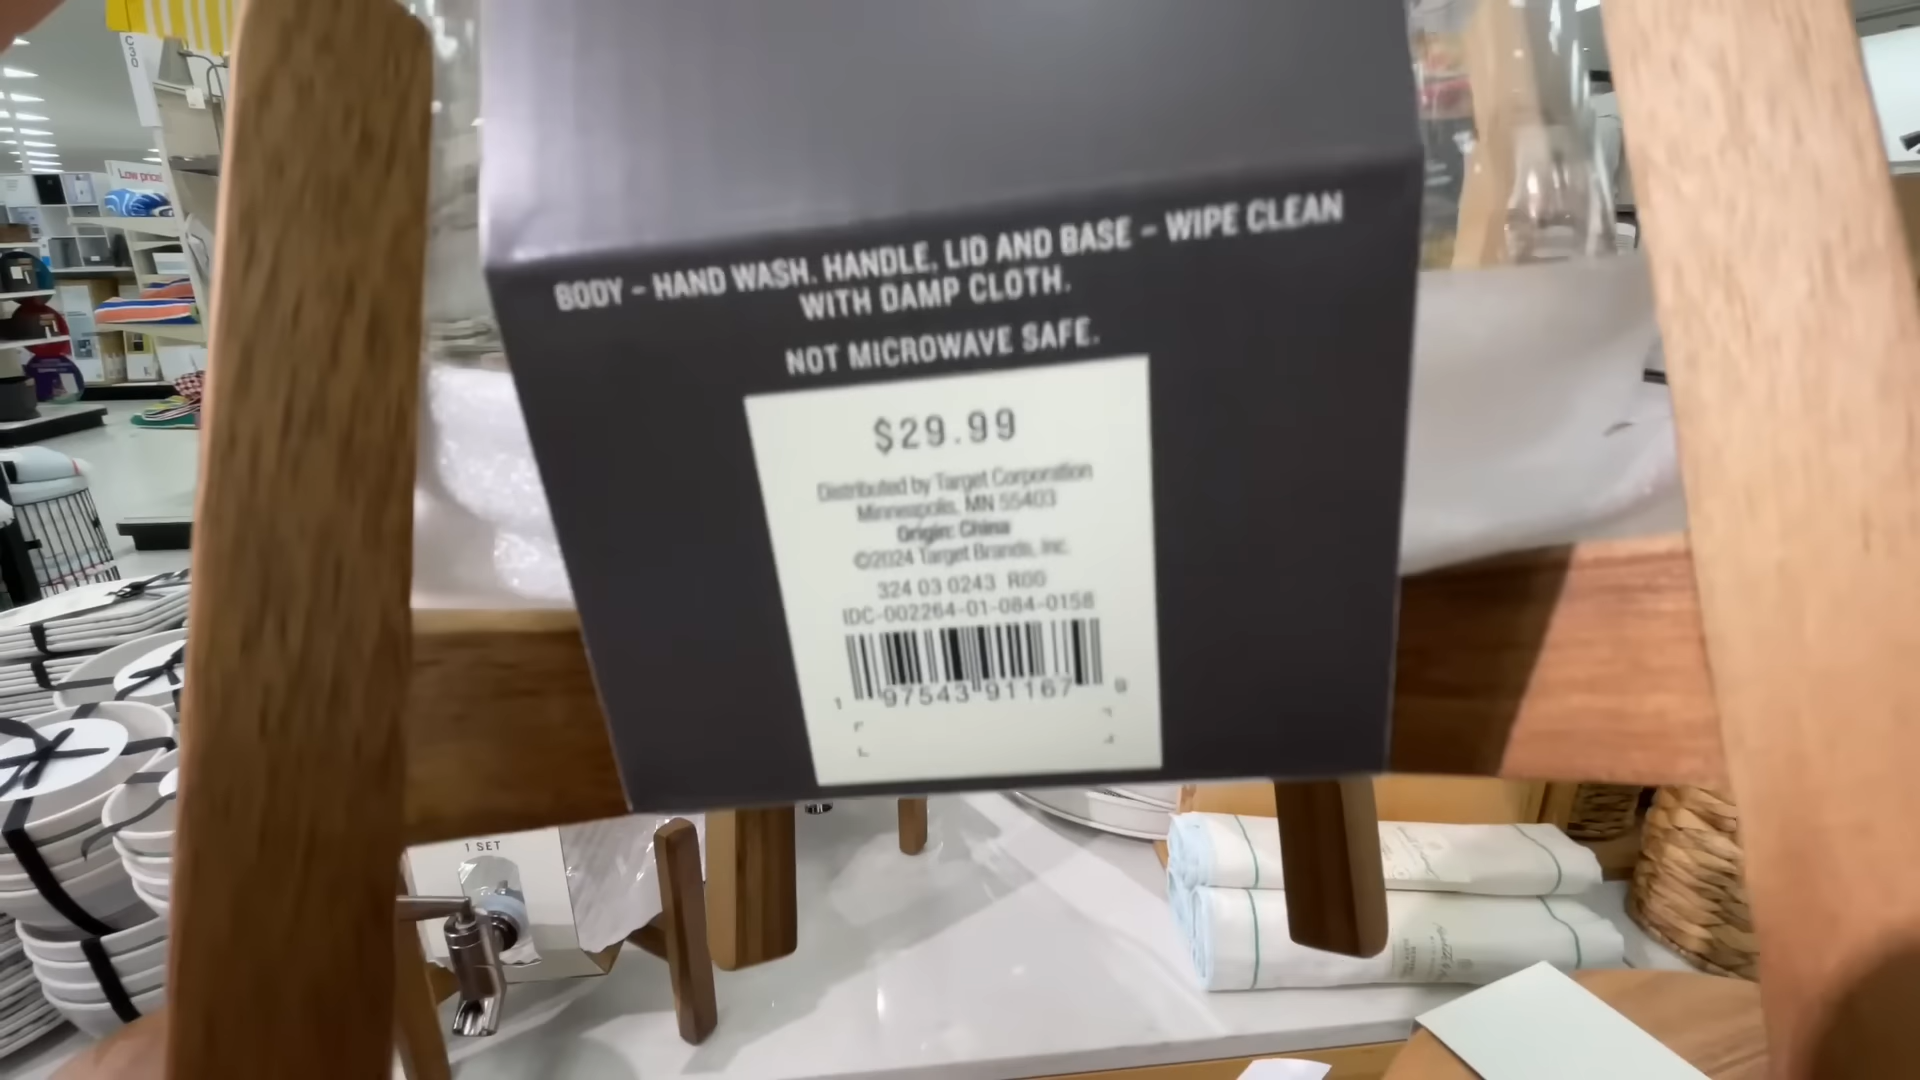 Low price!
BODY – HAND WASH. HANDLE, LID AND BASE – WIPE CLEAN
WITH DAMP CLOTH.
NOT MICROWAVE SAFE.
$29.99
Distributed by Target Corporation
Minneapolis, MN 55403
Origin: China
©2024 Target Brands, Inc.
324 03 0243 R00
IDC-002264-01-084-0158
1 97543 91167 9
1 SET